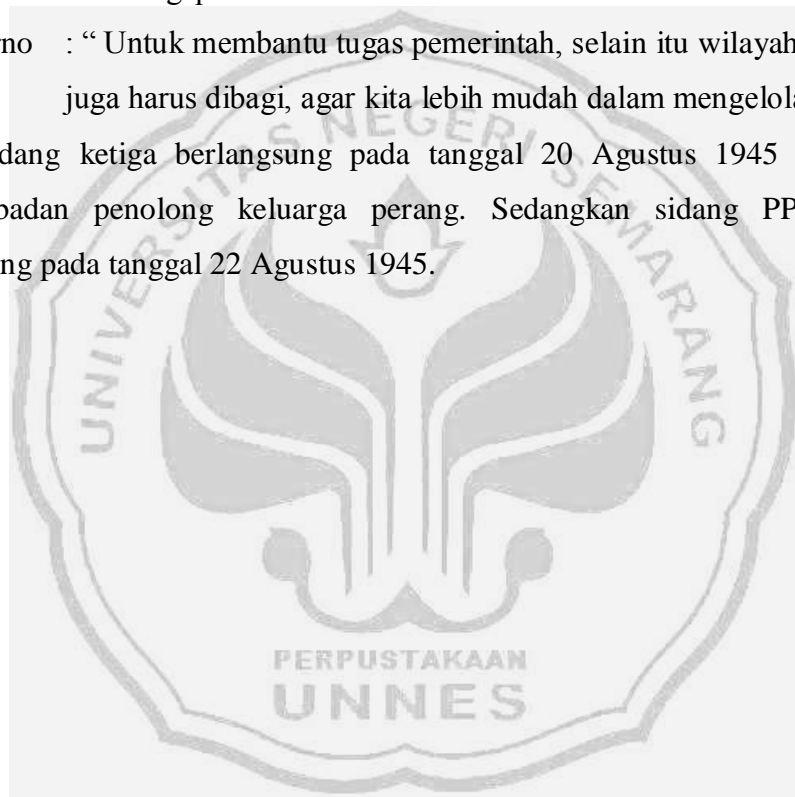 rno : “ Untuk membantu tugas pemerintah, selain itu wilayah
juga harus dibagi, agar kita lebih mudah dalam mengelola
dang ketiga berlangsung pada tanggal 20 Agustus 1945
badan penolong keluarga perang. Sedangkan sidang PP
ng pada tanggal 22 Agustus 1945.
UNIVERSITAS NEGERI SEMARANG
PERPUSTAKAAN
UNNES